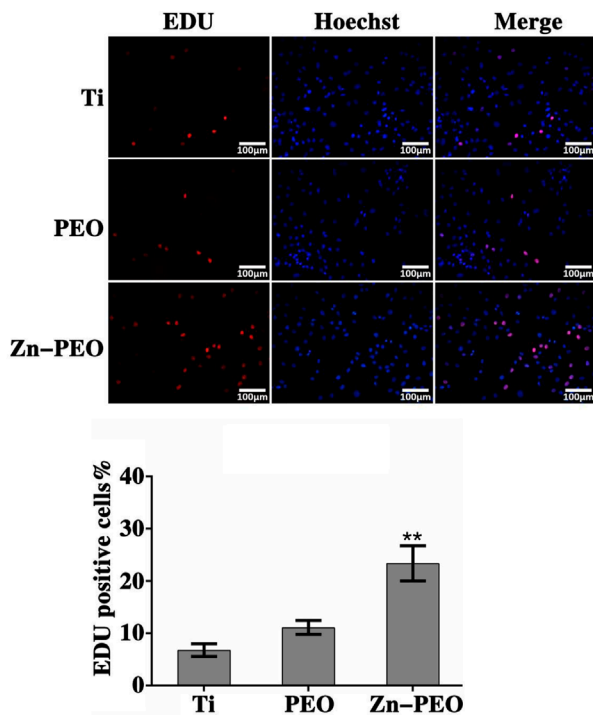 EDU Hoechst Merge
Ti
100μm 100μm 100μm
PEO
100μm 100μm 100μm
Zn–PEO
100μm 100μm 100μm
EDU positive cells%
40
30
20
10
0
**
Ti PEO Zn–PEO